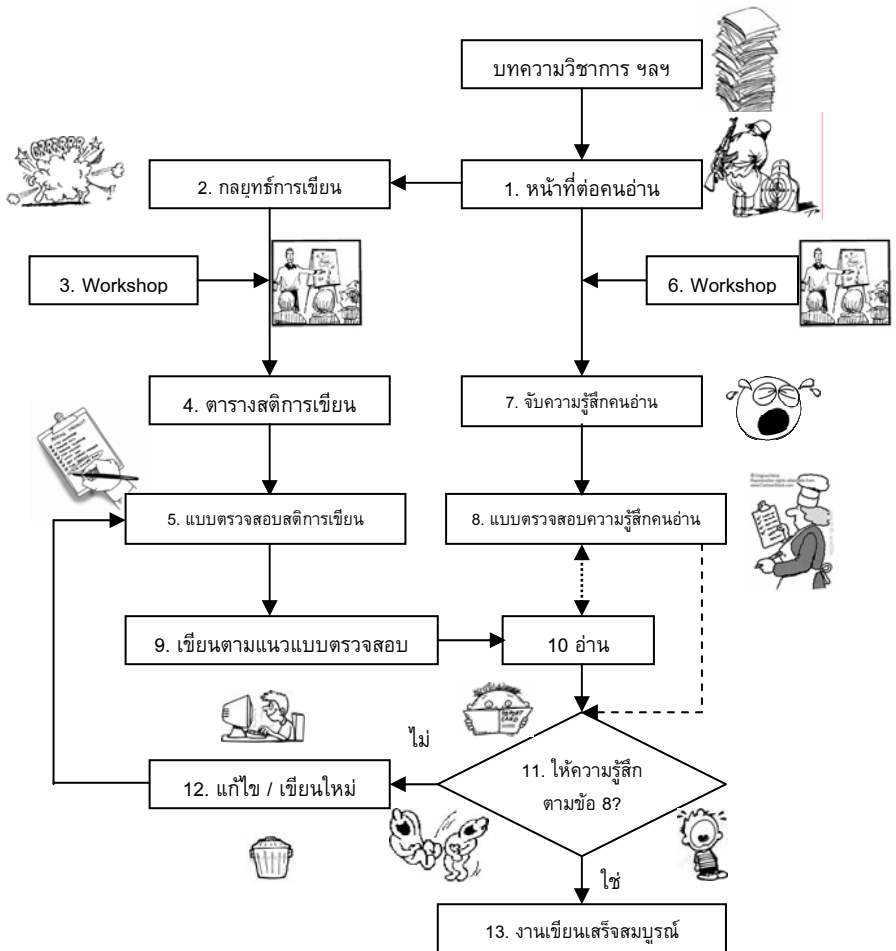 บทความวิชาการ ฯลฯ
GRRRRRR
2. กลยุทธ์การเขียน
1. หน้าที่ต่อคนอ่าน
3. Workshop
6. Workshop
4. ตารางสติการเขียน
7. จับความรู้สึกคนอ่าน
5. แบบตรวจสอบสติการเขียน
8. แบบตรวจสอบความรู้สึกคนอ่าน
9. เขียนตามแนวแบบตรวจสอบ
10 อ่าน
REPORT
CARD
ไม่
11. ให้ความรู้สึก
ตามข้อ 8?
12. แก้ไข / เขียนใหม่
ใช่
13. งานเขียนเสร็จสมบูรณ์